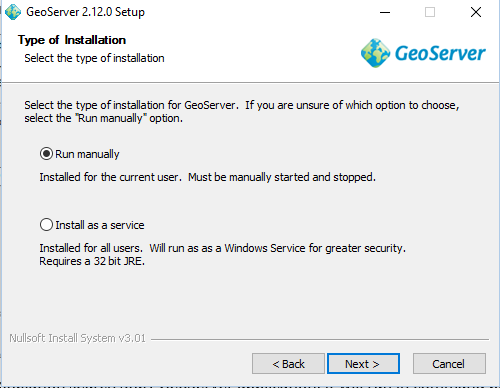 GeoServer 2.12.0 Setup
Type of Installation
Select the type of installation
GeoServer
Select the type of installation for GeoServer. If you are unsure of which option to choose,
select the "Run manually" option.
Run manually
Installed for the current user. Must be manually started and stopped.
Install as a service
Installed for all users. Will run as as a Windows Service for greater security.
Requires a 32 bit JRE.
Nullsoft Install System v3.01
< Back
Next >
Cancel